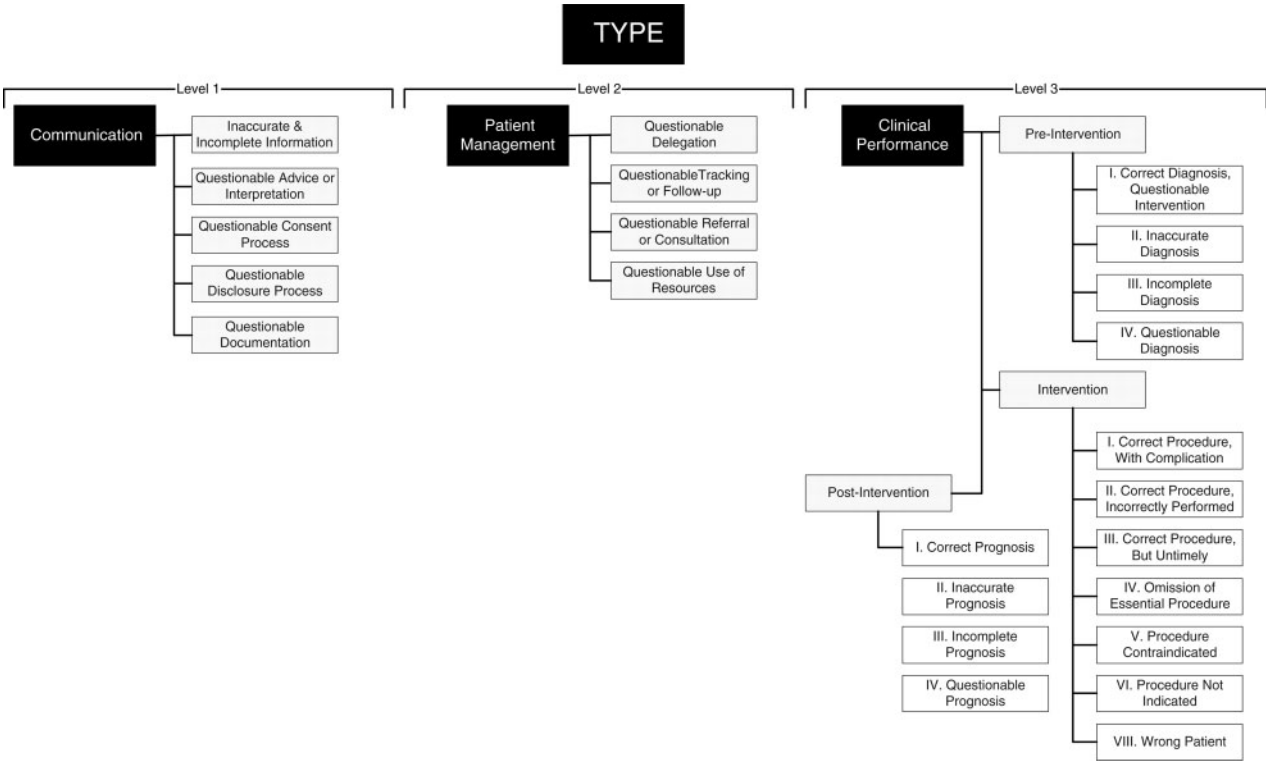 TYPE
Level 1
Level 2
Level 3
Communication
Inaccurate &
Incomplete Information
Questionable Advice or
Interpretation
Questionable Consent
Process
Questionable
Disclosure Process
Questionable
Documentation
Patient
Management
Questionable
Delegation
QuestionableTracking
or Follow-up
Questionable Referral
or Consultation
Questionable Use of
Resources
Clinical
Performance
Pre-Intervention
I. Correct Diagnosis,
Questionable
Intervention
II. Inaccurate
Diagnosis
III. Incomplete
Diagnosis
IV. Questionable
Diagnosis
Intervention
I. Correct Procedure,
With Complication
II. Correct Procedure,
Incorrectly Performed
III. Correct Procedure,
But Untimely
IV. Omission of
Essential Procedure
V. Procedure
Contraindicated
VI. Procedure Not
Indicated
VIII. Wrong Patient
Post-Intervention
I. Correct Prognosis
II. Inaccurate
Prognosis
III. Incomplete
Prognosis
IV. Questionable
Prognosis